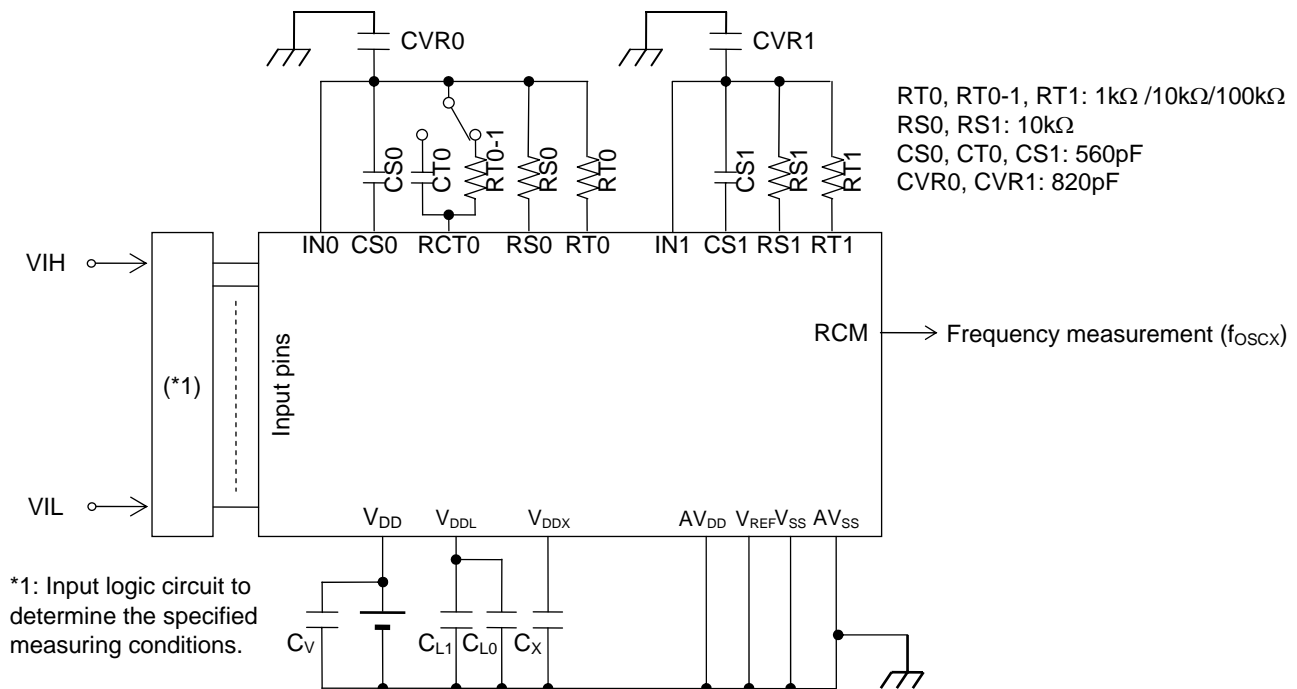 CVR0
CVR1
RT0, RT0-1, RT1: 1kΩ /10kΩ/100kΩ
RS0, RS1: 10kΩ
CS0, CT0, CS1: 560pF
CVR0, CVR1: 820pF
CS0
CT0
RT0-1
RS0
RT0
CS1
RS1
RT1
IN0 CS0 RCT0 RS0 RT0
IN1 CS1 RS1 RT1
VIH
(*1)
Input pins
RCM
Frequency measurement (fOSCX)
VIL
VDD VDDL VDDX AVDD VREF VSS AVSS
*1: Input logic circuit to
determine the specified
measuring conditions.
CV
CL1
CL0
CX